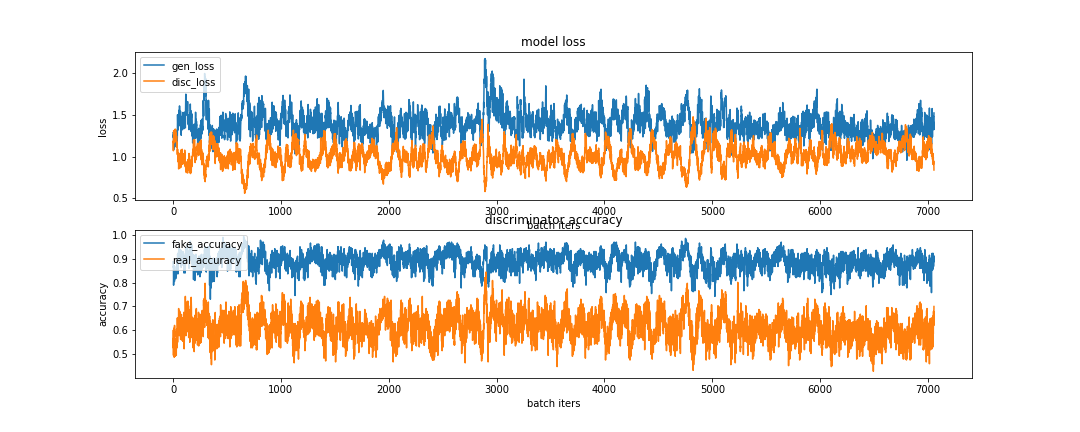 model loss
gen_loss
disc_loss
2.0
1.5
1.0
0.5
loss
0 1000 2000 3000 4000 5000 6000 7000
batch iters
discriminator accuracy
fake_accuracy
real_accuracy
1.0
0.9
0.8
0.7
0.6
0.5
accuracy
0 1000 2000 3000 4000 5000 6000 7000
batch iters